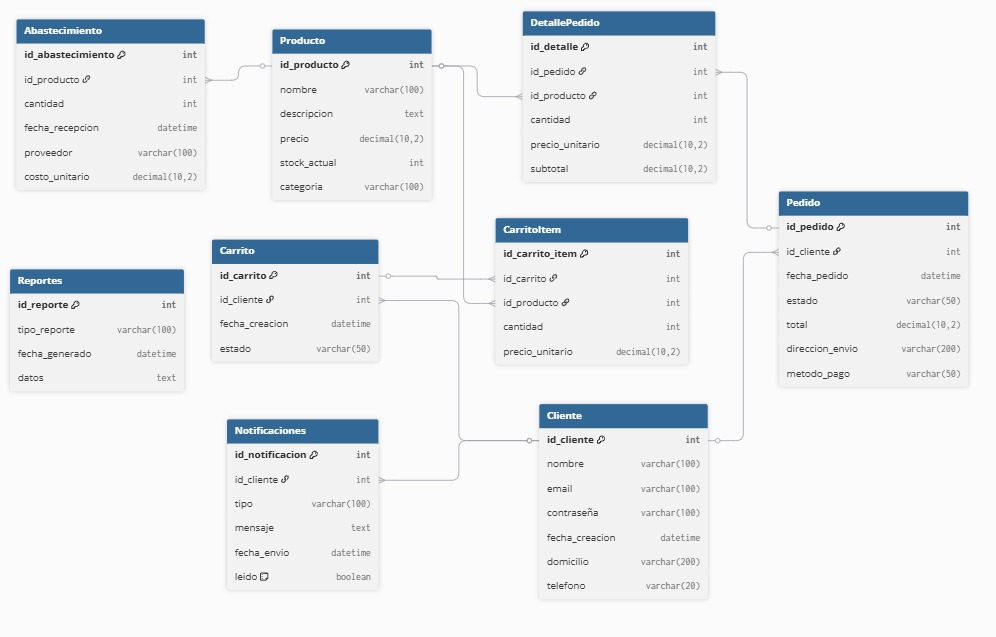 Abastecimiento
id_abastecimiento int
id_producto int
cantidad int
fecha_recepcion datetime
proveedor varchar(100)
costo_unitario decimal(10,2)
Producto
id_producto int
nombre varchar(100)
descripcion text
precio decimal(10,2)
stock_actual int
categoria varchar(100)
DetallePedido
id_detalle int
id_pedido int
id_producto int
cantidad int
precio_unitario decimal(10,2)
subtotal decimal(10,2)
Pedido
id_pedido int
id_cliente int
fecha_pedido datetime
estado varchar(50)
total decimal(10,2)
direccion_envio varchar(200)
metodo_pago varchar(50)
Carrito
id_carrito int
id_cliente int
fecha_creacion datetime
estado varchar(50)
CarritoItem
id_carrito_item int
id_carrito int
id_producto int
cantidad int
precio_unitario decimal(10,2)
Reportes
id_reporte int
tipo_reporte varchar(100)
fecha_generado datetime
datos text
Notificaciones
id_notificacion int
id_cliente int
tipo varchar(100)
mensaje text
fecha_envio datetime
leido boolean
Cliente
id_cliente int
nombre varchar(100)
email varchar(100)
contraseña varchar(100)
fecha_creacion datetime
domicilio varchar(200)
telefono varchar(20)